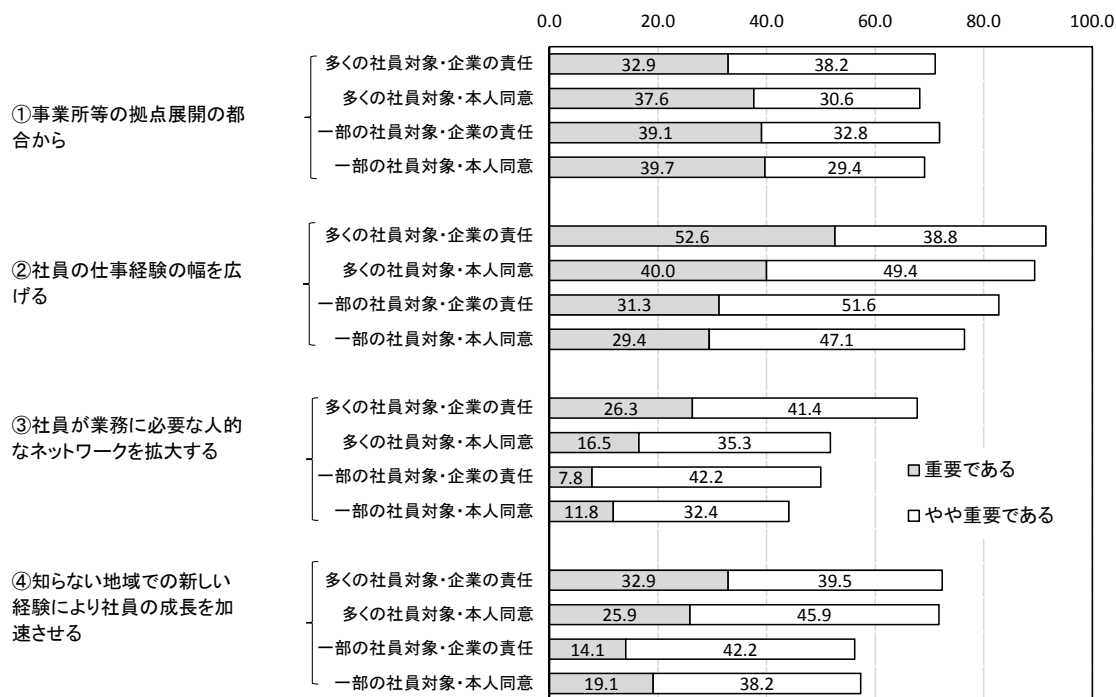 0.0 20.0 40.0 60.0 80.0 100.0
①事業所等の拠点展開の都
合から
多くの社員対象・企業の責任 32.9 38.2
多くの社員対象・本人同意 37.6 30.6
一部の社員対象・企業の責任 39.1 32.8
一部の社員対象・本人同意 39.7 29.4
②社員の仕事経験の幅を広
げる
多くの社員対象・企業の責任 52.6 38.8
多くの社員対象・本人同意 40.0 49.4
一部の社員対象・企業の責任 31.3 51.6
一部の社員対象・本人同意 29.4 47.1
③社員が業務に必要な人的
なネットワークを拡大する
多くの社員対象・企業の責任 26.3 41.4
多くの社員対象・本人同意 16.5 35.3
一部の社員対象・企業の責任 7.8 42.2
一部の社員対象・本人同意 11.8 32.4
重要である
やや重要である
④知らない地域での新しい
経験により社員の成長を加
速させる
多くの社員対象・企業の責任 32.9 39.5
多くの社員対象・本人同意 25.9 45.9
一部の社員対象・企業の責任 14.1 42.2
一部の社員対象・本人同意 19.1 38.2